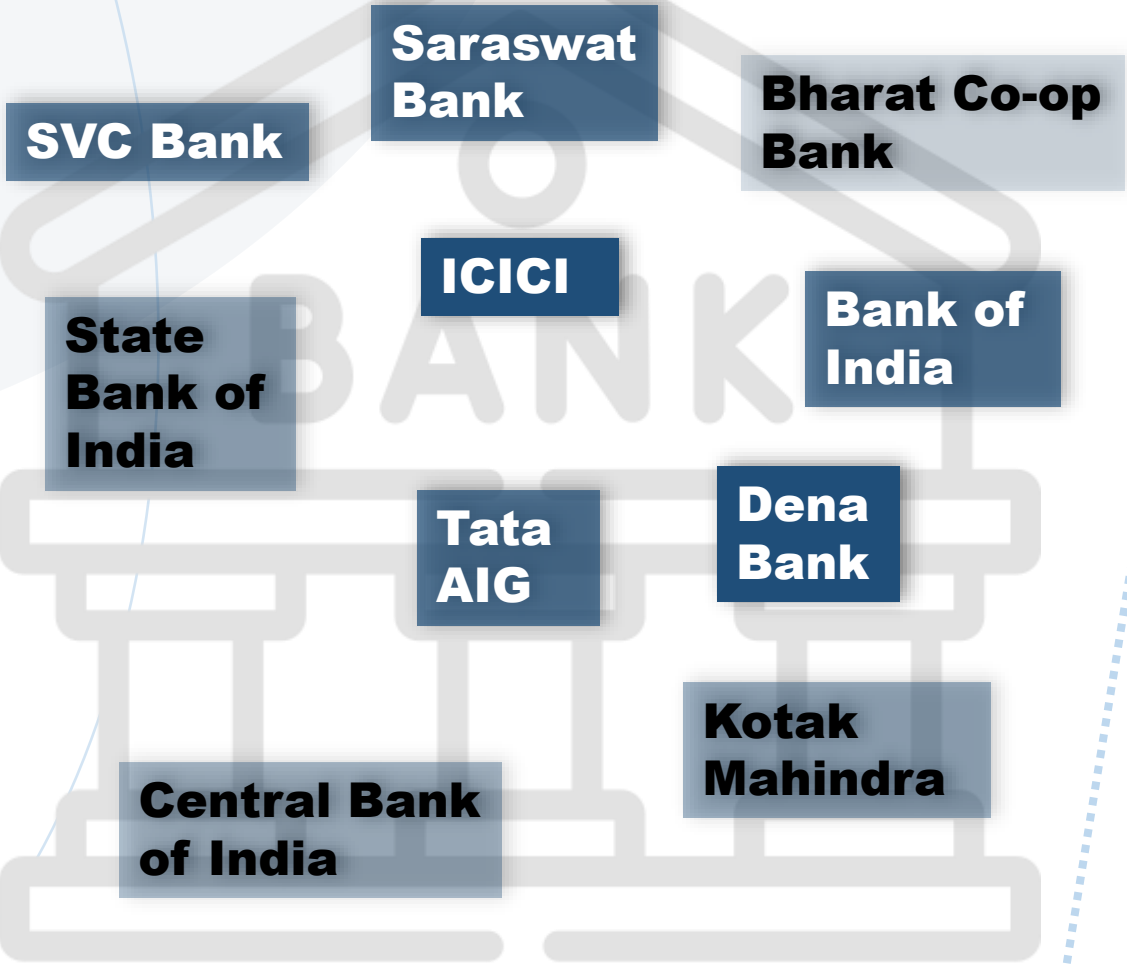 Saraswat
Bank
Bharat Co-op
Bank
SVC Bank
ICICI
Bank of
India
State
Bank of
India
BANK
Dena
Bank
Tata
AIG
Kotak
Mahindra
Central Bank
of India